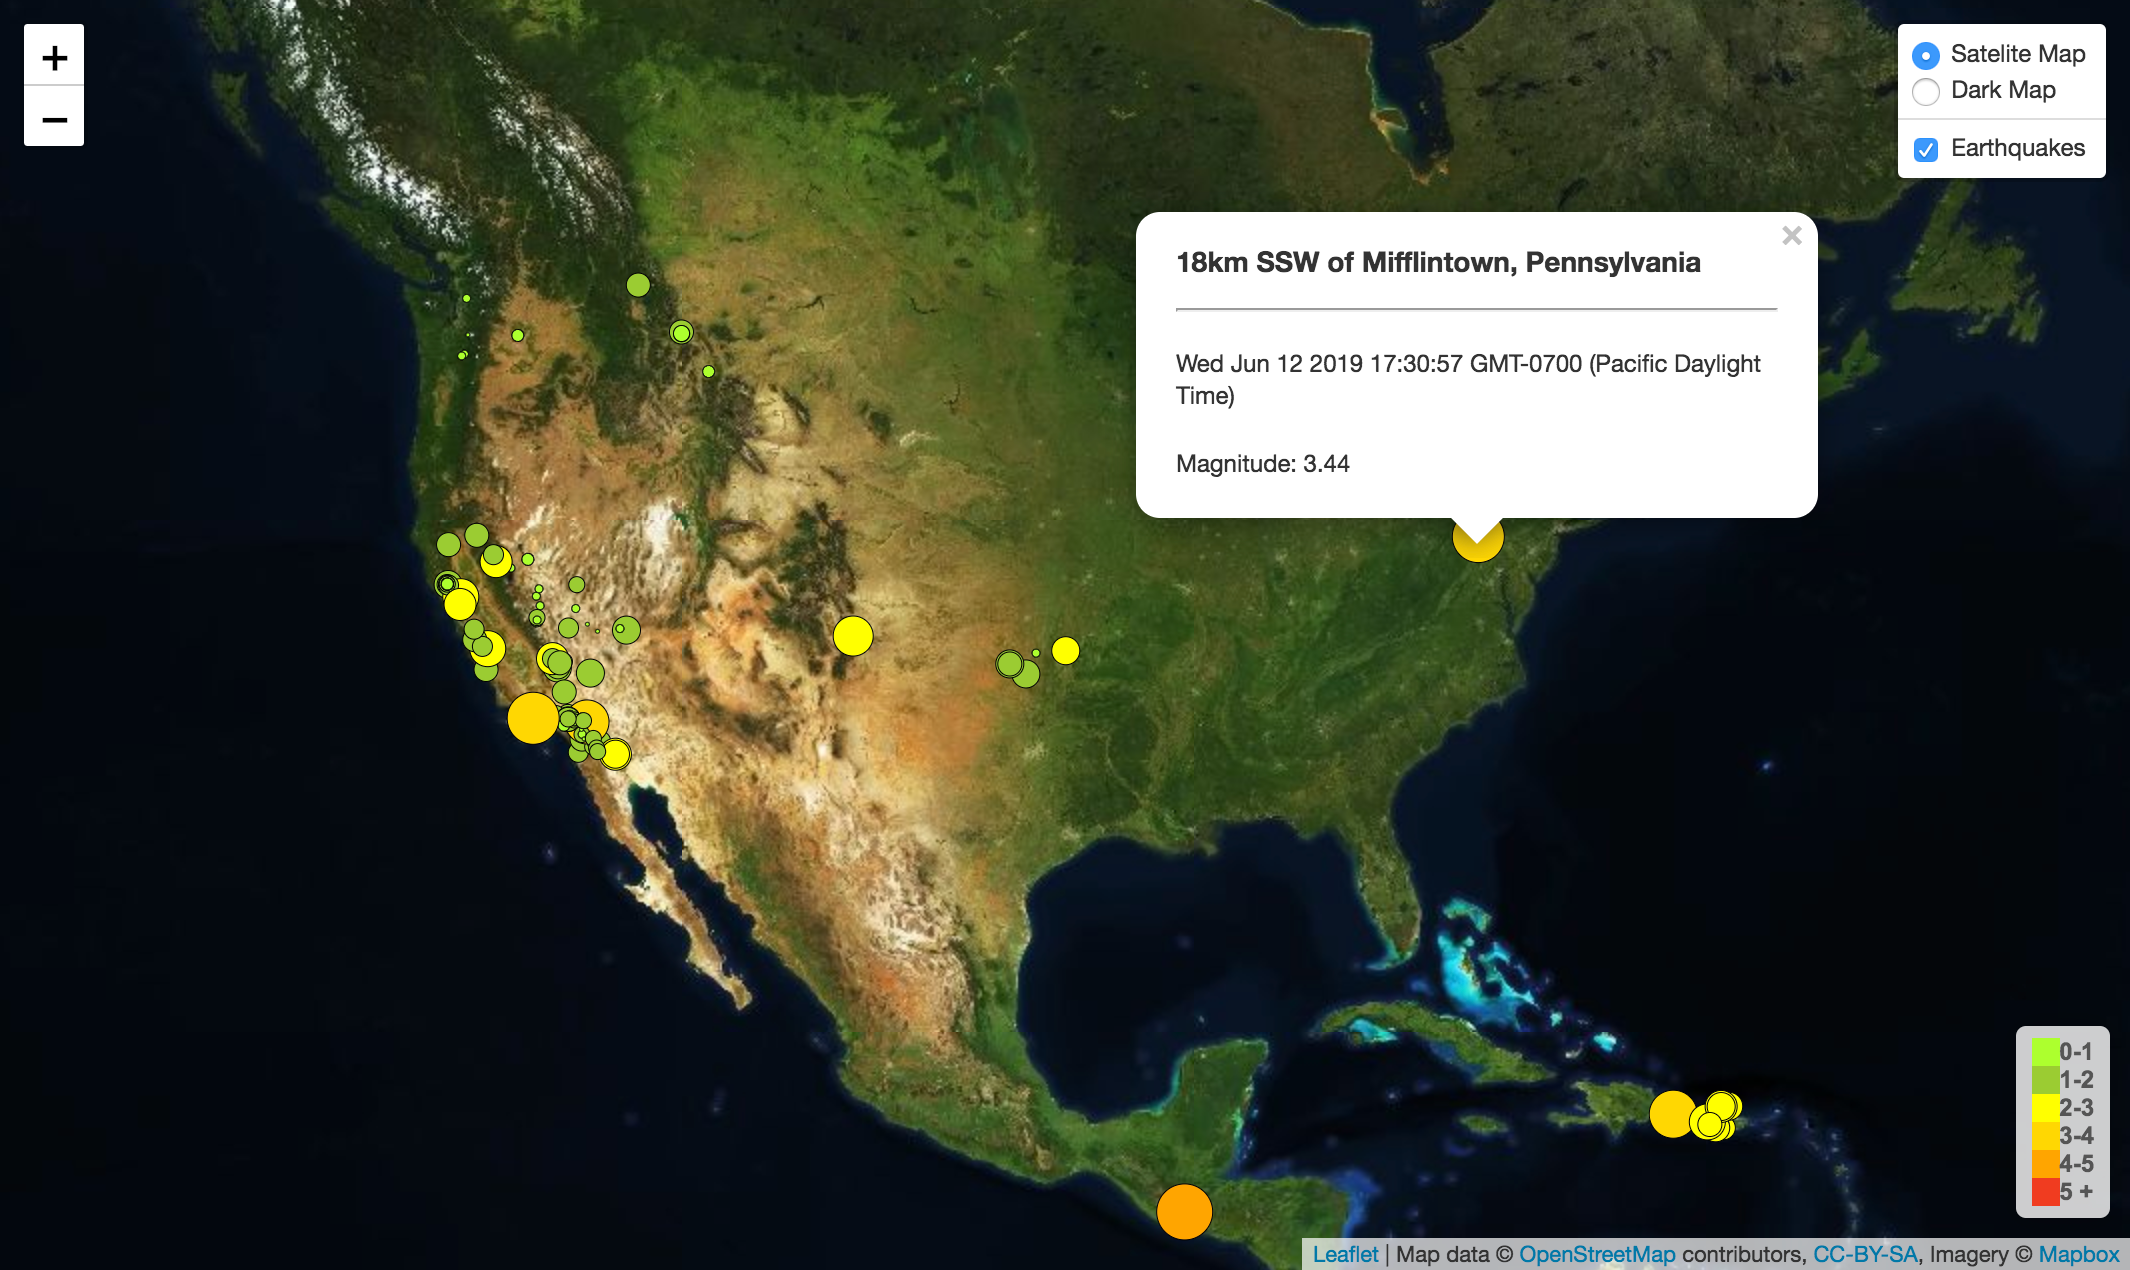 +
−
Satelite Map
Dark Map
Earthquakes
×
18km SSW of Mifflintown, Pennsylvania
Wed Jun 12 2019 17:30:57 GMT-0700 (Pacific Daylight
Time)
Magnitude: 3.44
0-1
1-2
2-3
3-4
4-5
5 +
Leaflet | Map data © OpenStreetMap contributors, CC-BY-SA, Imagery © Mapbox